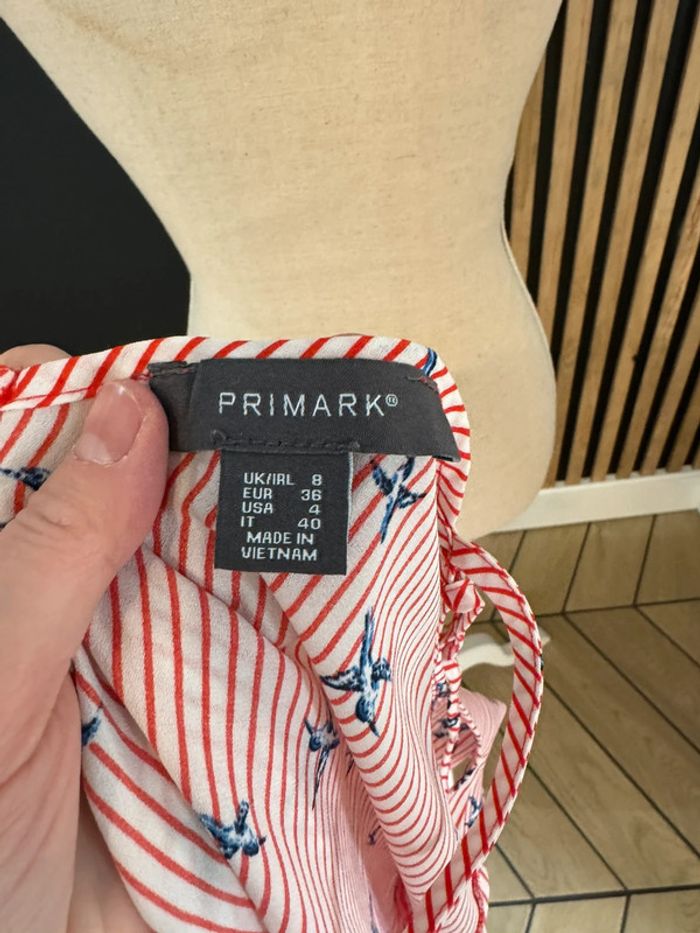 PRIMARK®
UK/IRL 8
EUR 36
USA 4
IT 40
MADE IN
VIETNAM